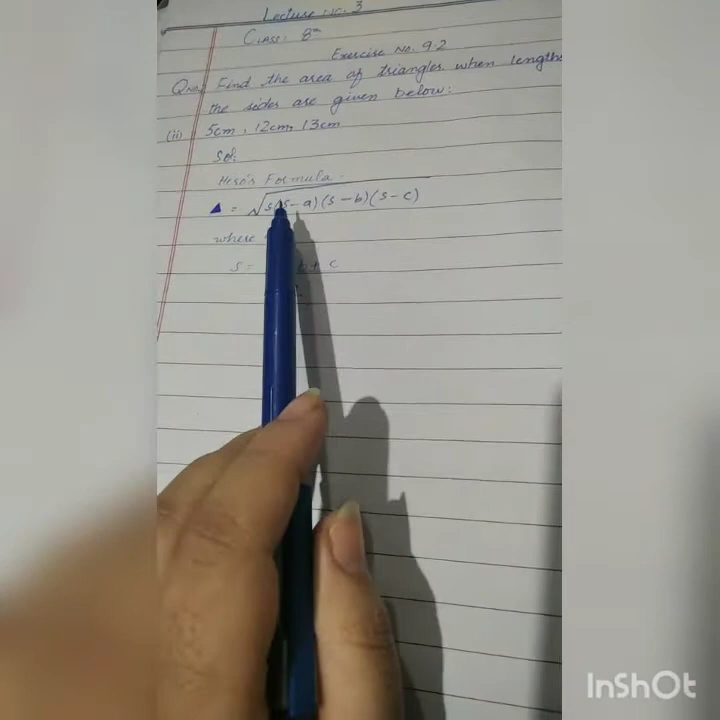 Lecture No. 3
Class: 8th
Exercise No. 9.2
Find the area of triangles when lengths
the sides are given below:
(ii) 5cm, 12cm, 13cm
Sol:
Hero's Formula.
▲ = √s(s-a)(s-b)(s-c)
where
s = b + c
InShOt